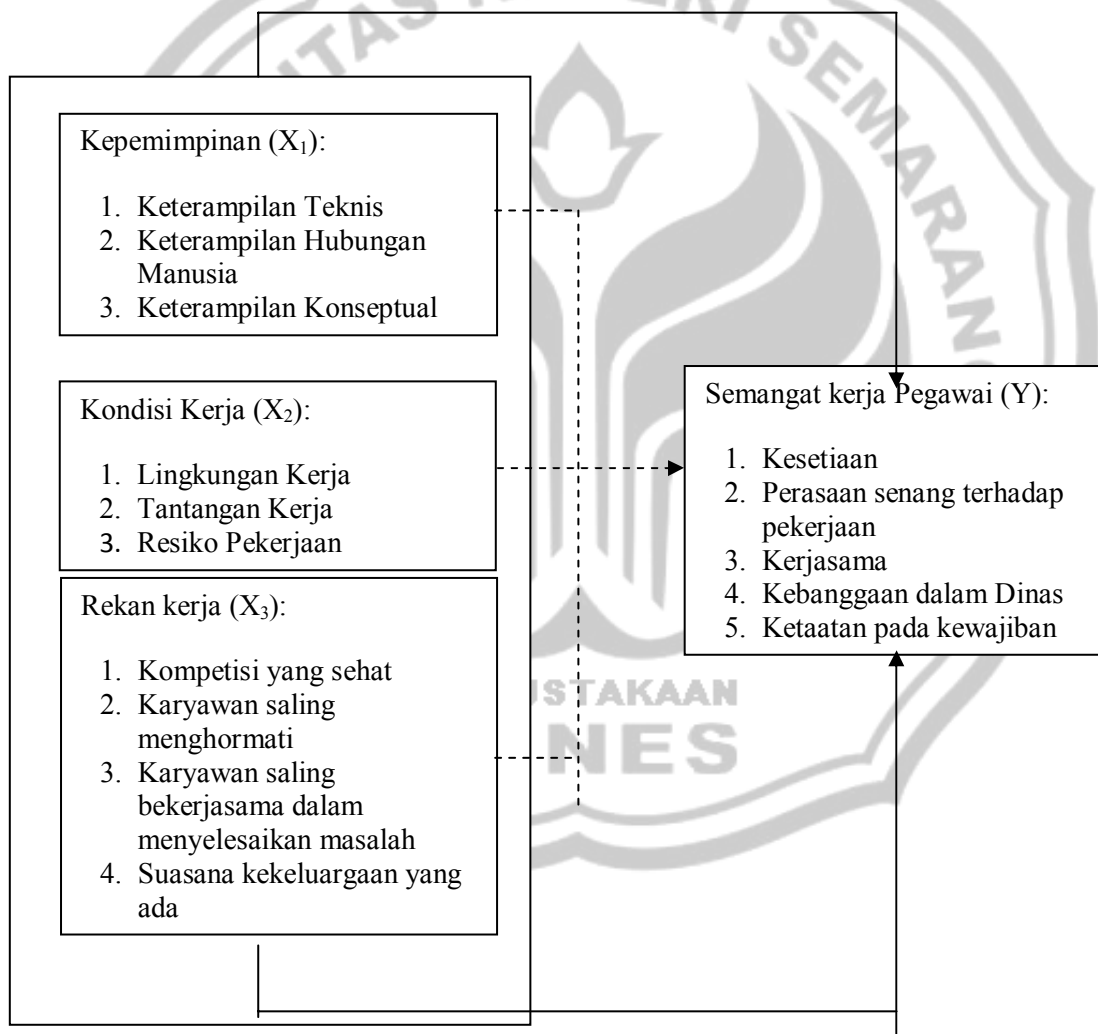 Kepemimpinan (X₁):
1. Keterampilan Teknis
2. Keterampilan Hubungan
Manusia
3. Keterampilan Konseptual
Kondisi Kerja (X₂):
1. Lingkungan Kerja
2. Tantangan Kerja
3. Resiko Pekerjaan
Rekan kerja (X₃):
1. Kompetisi yang sehat
2. Karyawan saling
menghormati
3. Karyawan saling
bekerjasama dalam
menyelesaikan masalah
4. Suasana kekeluargaan yang
ada
Semangat kerja Pegawai (Y):
1. Kesetiaan
2. Perasaan senang terhadap
pekerjaan
3. Kerjasama
4. Kebanggaan dalam Dinas
5. Ketaatan pada kewajiban
SEMARANG